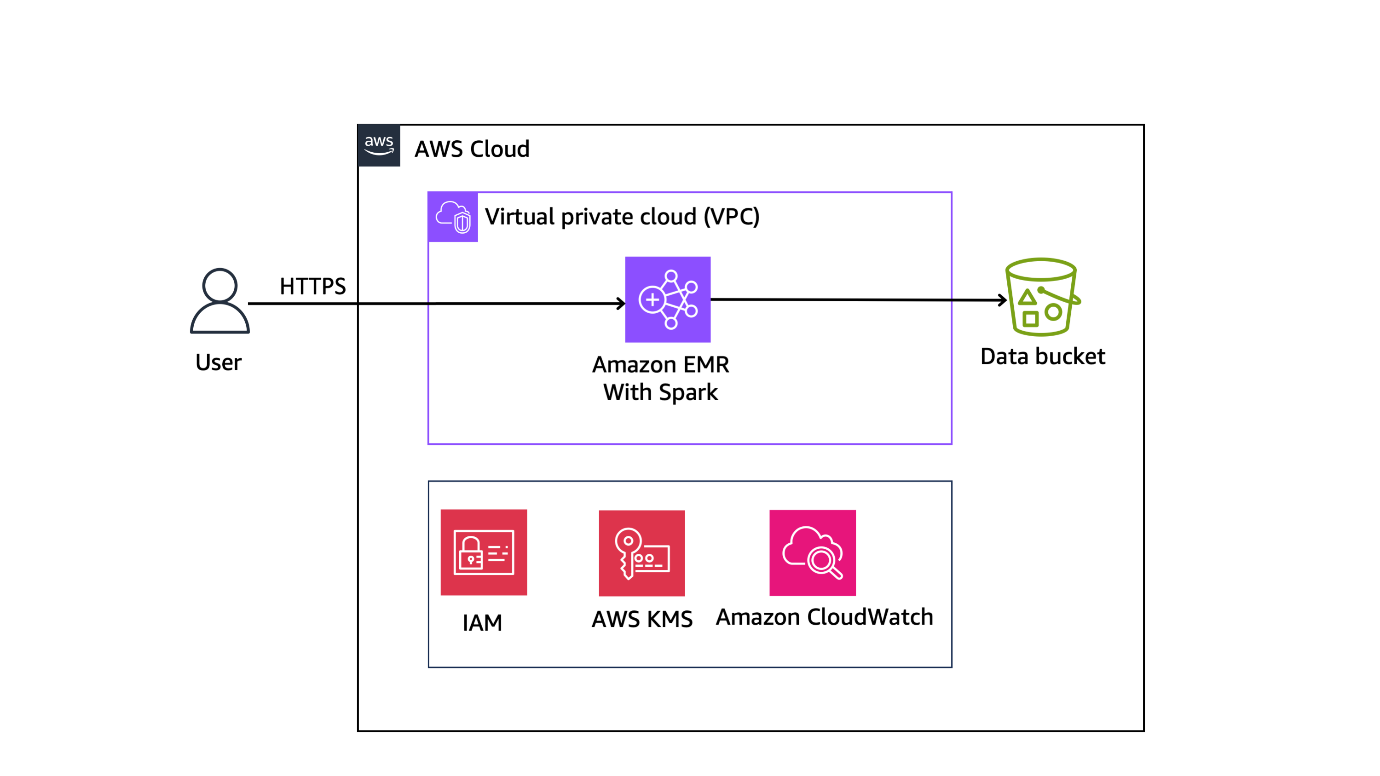 aws
AWS Cloud
Virtual private cloud (VPC)
HTTPS
User
Amazon EMR
With Spark
Data bucket
IAM
AWS KMS
Amazon CloudWatch